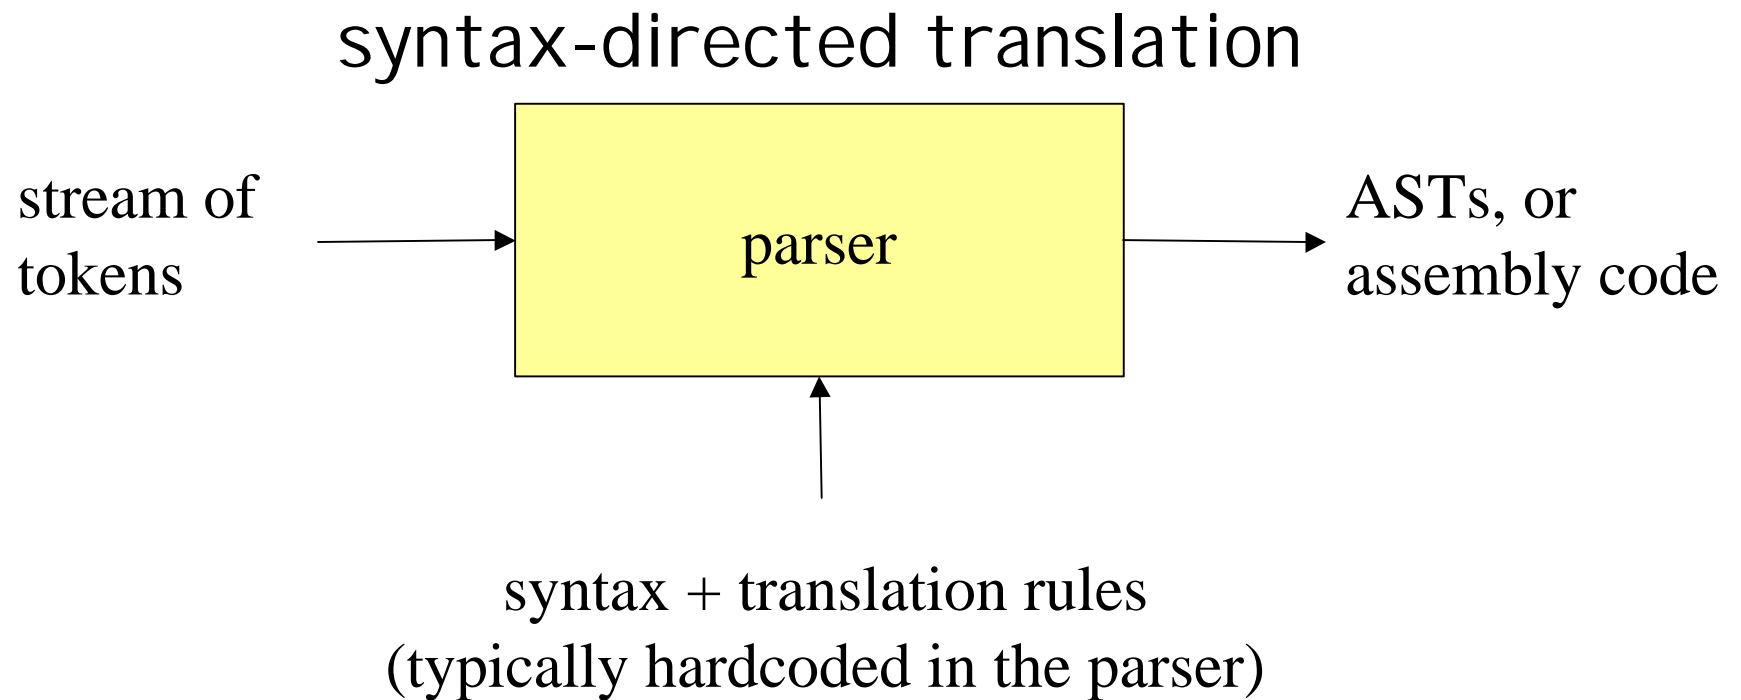 syntax-directed translation
stream of
tokens
parser
ASTs, or
assembly code
syntax + translation rules
(typically hardcoded in the parser)